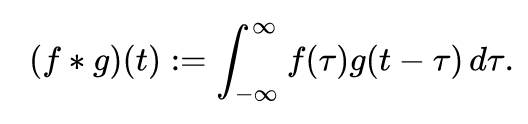 (f * g)(t) := ∫_{-∞}^{∞} f(τ)g(t − τ) dτ.